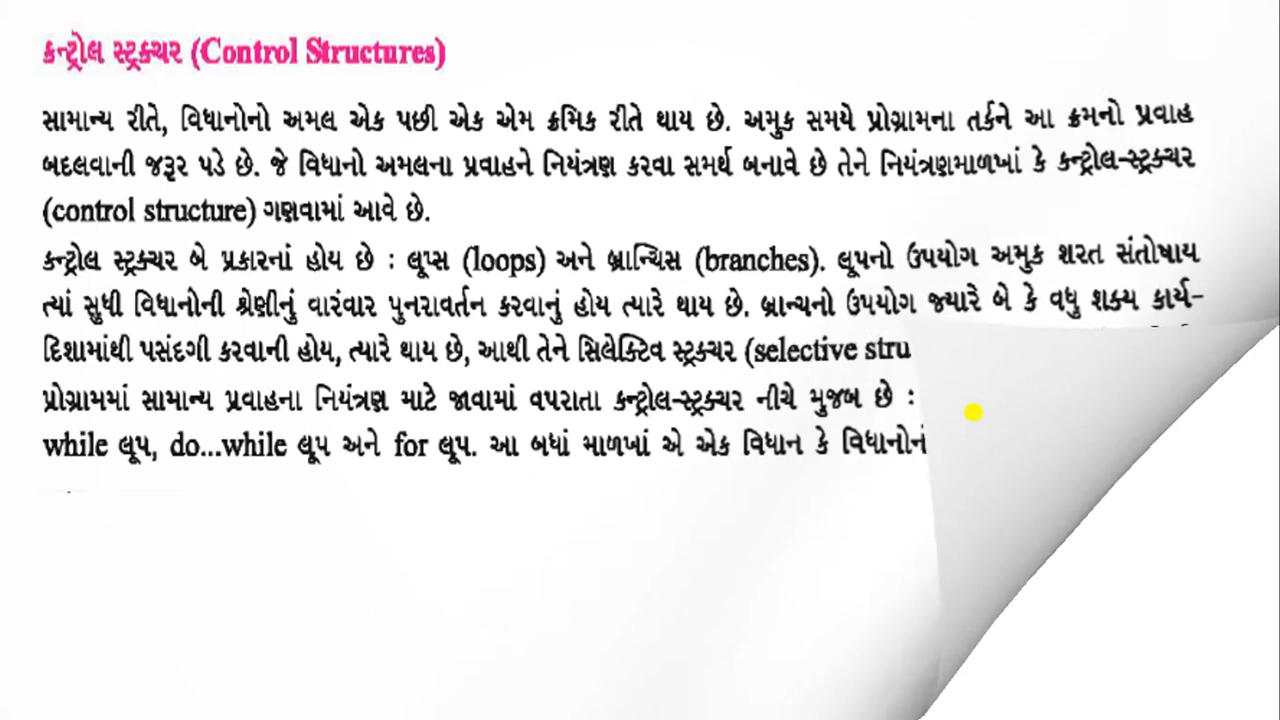 કન્ટ્રોલ સ્ટ્રક્ચર (Control Structures)
સામાન્ય રીતે, વિધાનોનો અમલ એક પછી એક એમ ક્રમિક રીતે થાય છે. અમુક સમયે પ્રોગ્રામના તર્કને આ ક્રમનો પ્રવાહ
બદલવાની જરૂર પડે છે. જે વિધાનો અમલના પ્રવાહને નિયંત્રણ કરવા સમર્થ બનાવે છે તેને નિયંત્રણમાળખાં કે કન્ટ્રોલ-સ્ટ્રક્ચર
(control structure) ગણવામાં આવે છે.
કન્ટ્રોલ સ્ટ્રક્ચર બે પ્રકારનાં હોય છે : લૂપ્સ (loops) અને બ્રાન્ચિસ (branches). લૂપનો ઉપયોગ અમુક શરત સંતોષાય
ત્યાં સુધી વિધાનોની શ્રેણીનું વારંવાર પુનરાવર્તન કરવાનું હોય ત્યારે થાય છે. બ્રાન્ચનો ઉપયોગ જ્યારે બે કે વધુ શક્ય કાર્ય-
દિશામાંથી પસંદગી કરવાની હોય, ત્યારે થાય છે, આથી તેને સિલેક્ટિવ સ્ટ્રક્ચર (selective stru
પ્રોગ્રામમાં સામાન્ય પ્રવાહના નિયંત્રણ માટે જાવામાં વપરાતા કન્ટ્રોલ-સ્ટ્રક્ચર નીચે મુજબ છે :
while લૂપ, do...while લૂપ અને for લૂપ. આ બધાં માળખાં એ એક વિધાન કે